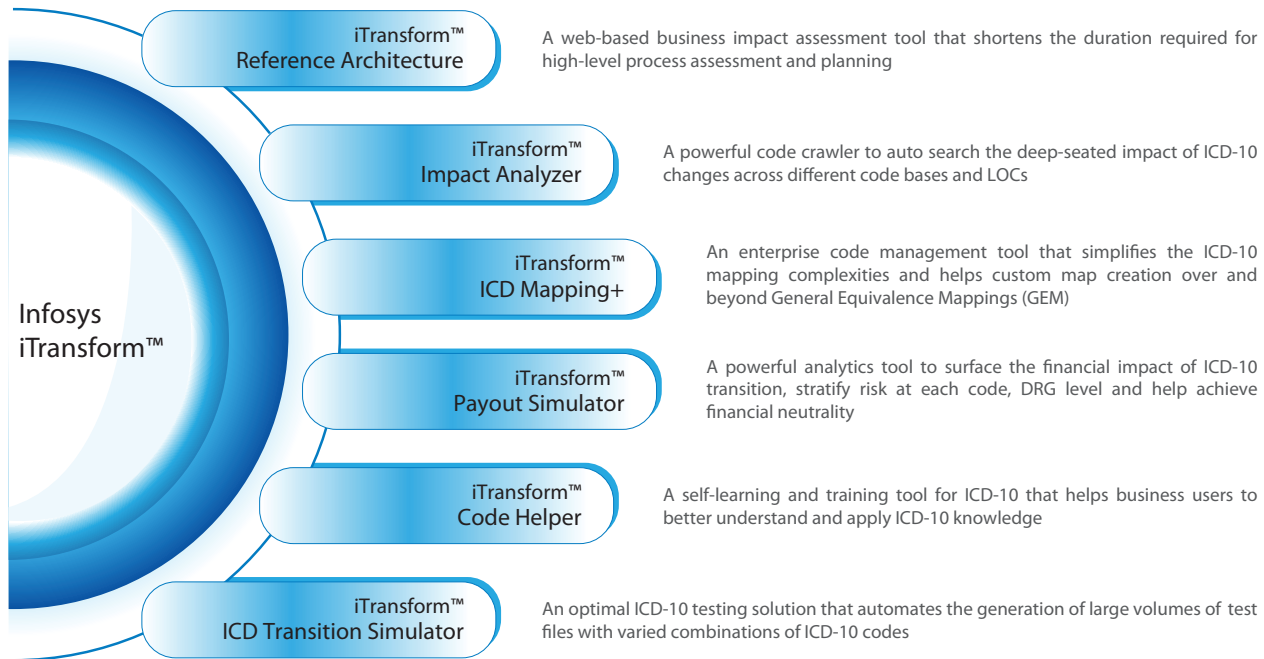 Infosys
iTransform™
iTransform™
Reference Architecture
A web-based business impact assessment tool that shortens the duration required for
high-level process assessment and planning
iTransform™
Impact Analyzer
A powerful code crawler to auto search the deep-seated impact of ICD-10
changes across different code bases and LOCs
iTransform™
ICD Mapping+
An enterprise code management tool that simplifies the ICD-10
mapping complexities and helps custom map creation over and
beyond General Equivalence Mappings (GEM)
iTransform™
Payout Simulator
A powerful analytics tool to surface the financial impact of ICD-10
transition, stratify risk at each code, DRG level and help achieve
financial neutrality
iTransform™
Code Helper
A self-learning and training tool for ICD-10 that helps business users to
better understand and apply ICD-10 knowledge
iTransform™
ICD Transition Simulator
An optimal ICD-10 testing solution that automates the generation of large volumes of test
files with varied combinations of ICD-10 codes